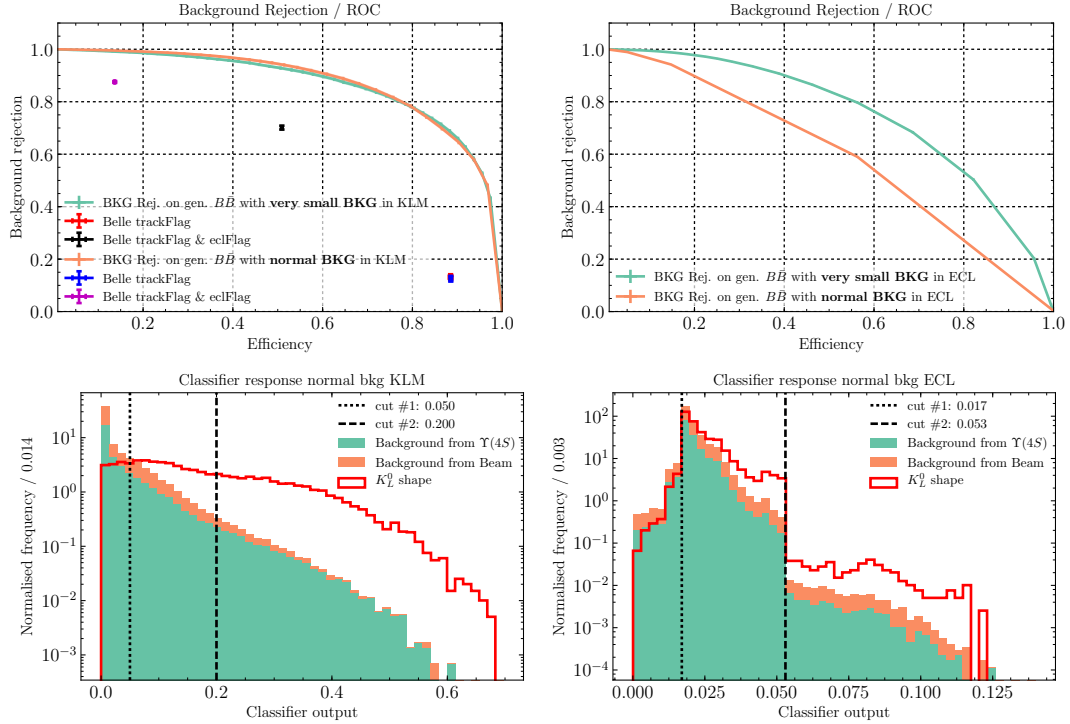 Background Rejection / ROC
Background rejection
1.0
0.8
0.6
0.4
0.2
0.0
BKG Rej. on gen. BB̄ with very small BKG in KLM
Belle trackFlag
Belle trackFlag & eclFlag
BKG Rej. on gen. BB̄ with normal BKG in KLM
Belle trackFlag
Belle trackFlag & eclFlag
0.2 0.4 0.6 0.8 1.0
Efficiency
Background Rejection / ROC
Background rejection
1.0
0.8
0.6
0.4
0.2
0.0
BKG Rej. on gen. BB̄ with very small BKG in ECL
BKG Rej. on gen. BB̄ with normal BKG in ECL
0.2 0.4 0.6 0.8 1.0
Efficiency
Classifier response normal bkg KLM
Normalised frequency / 0.014
10¹
10⁰
10⁻¹
10⁻²
10⁻³
cut #1: 0.050
cut #2: 0.200
Background from ϒ(4S)
Background from Beam
K⁰_L shape
0.0 0.2 0.4 0.6
Classifier output
Classifier response normal bkg ECL
Normalised frequency / 0.003
10²
10¹
10⁰
10⁻¹
10⁻²
10⁻³
10⁻⁴
cut #1: 0.017
cut #2: 0.053
Background from ϒ(4S)
Background from Beam
K⁰_L shape
0.000 0.025 0.050 0.075 0.100 0.125
Classifier output